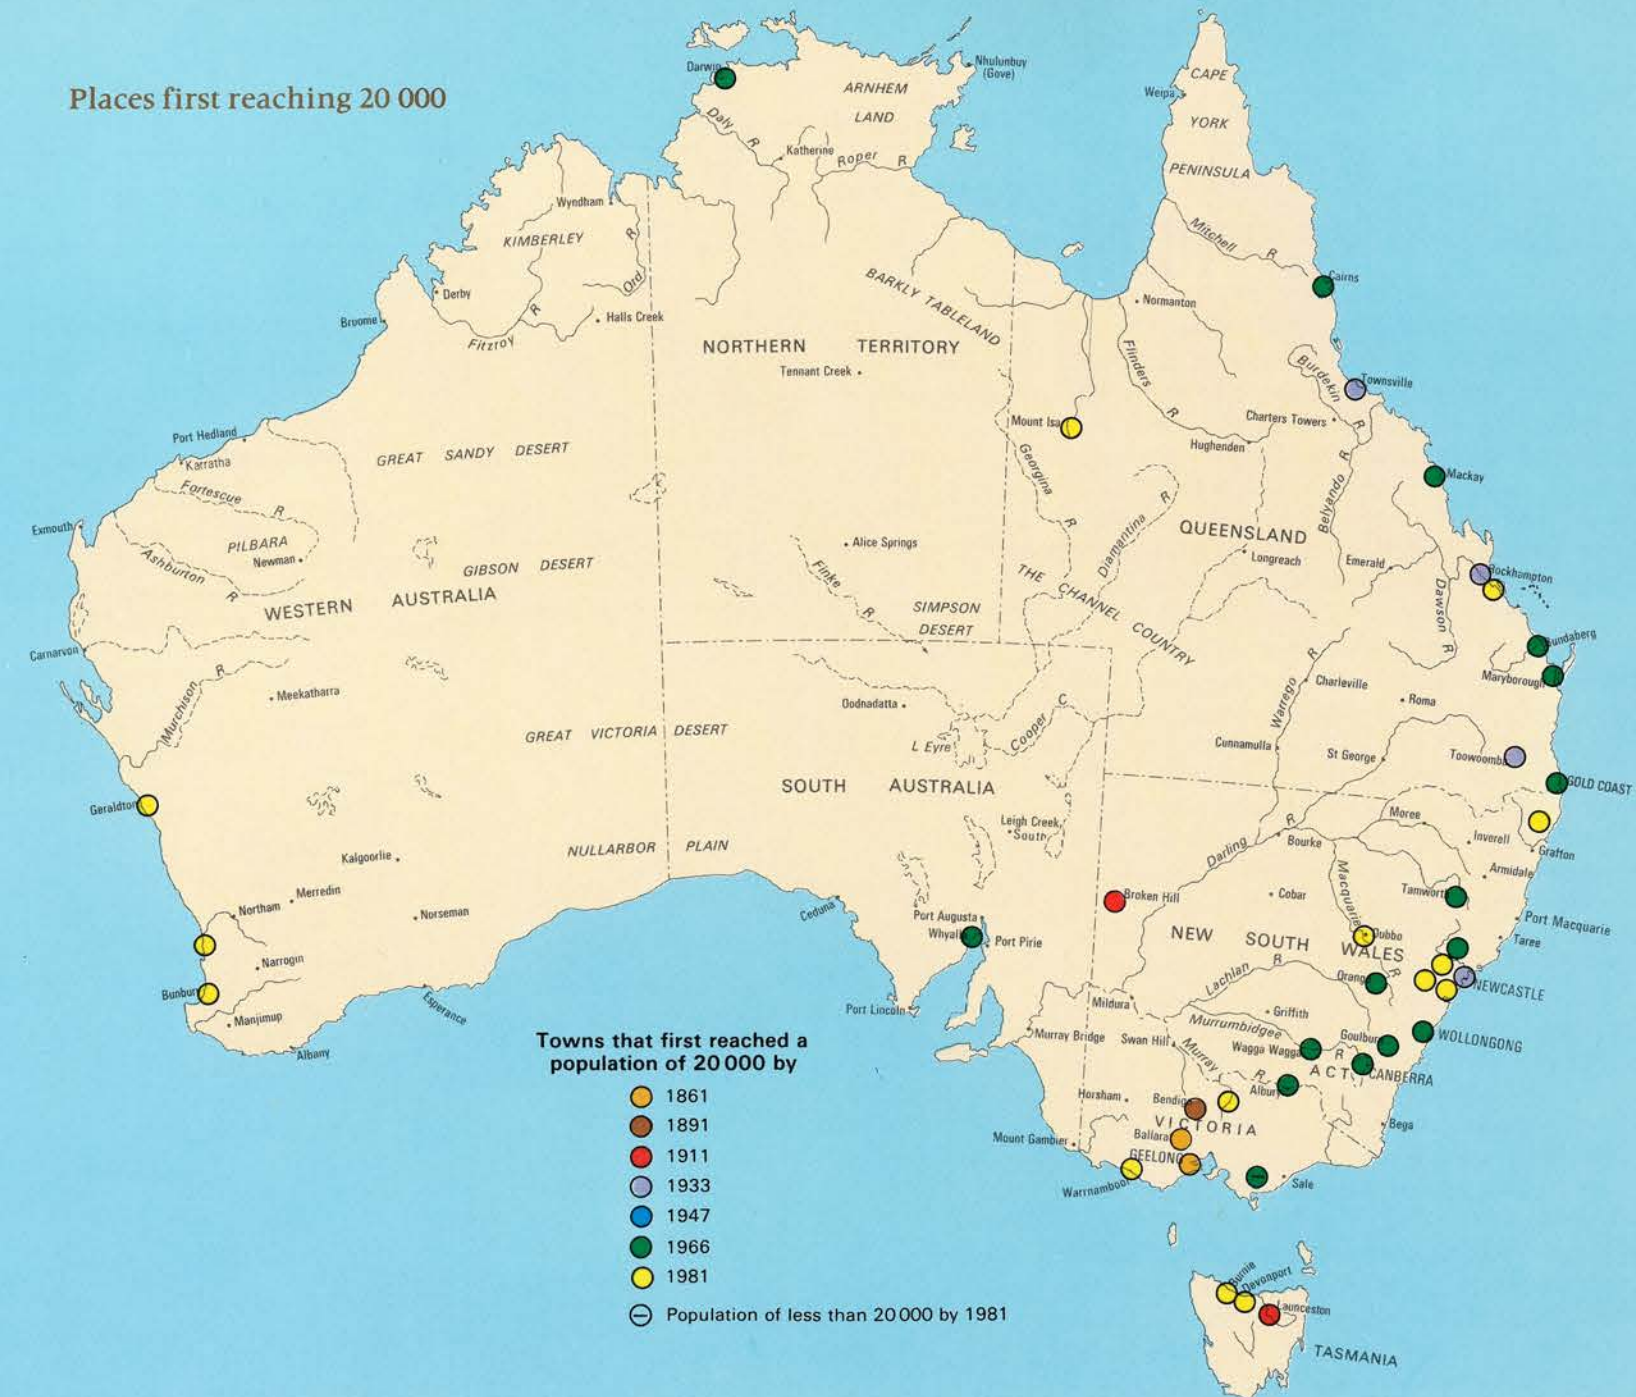 Places first reaching 20 000
Darwin
Nhulunbuy
(Gove)
ARNHEM
LAND
CAPE
Weipa
YORK
PENINSULA
Daly R
Katherine
Roper R
Wyndham
KIMBERLEY
Ord R
Mitchell R
Derby
BARKLY TABLELAND
Cairns
Broome
Halls Creek
Normanton
Fitzroy R
NORTHERN TERRITORY
Flinders R
Tennant Creek
Burdekin R
Townsville
Charters Towers
Mount Isa
Port Hedland
Hughenden
Karratha
GREAT SANDY DESERT
Georgina R
Mackay
Fortescue R
Belyando R
Diamantina R
QUEENSLAND
Exmouth
PILBARA
Alice Springs
Longreach
Emerald
Newman
Ashburton R
GIBSON DESERT
Finke R
THE CHANNEL COUNTRY
Rockhampton
Dawson R
WESTERN AUSTRALIA
SIMPSON
DESERT
Bundaberg
Carnarvon
Murchison R
Meekatharra
Oodnadatta
Warrego R
Charleville
Maryborough
Roma
Cooper C
GREAT VICTORIA DESERT
L Eyre
Cunnamulla
St George
Toowoomba
SOUTH AUSTRALIA
GOLD COAST
Geraldton
Leigh Creek
South
Moree
Darling R
Bourke
Inverell
Grafton
Kalgoorlie
NULLARBOR PLAIN
Armidale
Merredin
Broken Hill
Cobar
Macquarie R
Tamworth
Northam
Norseman
Ceduna
Port Augusta
Port Macquarie
Whyalla
Port Pirie
NEW SOUTH WALES
Dubbo
Taree
Narrogin
Lachlan R
Orange
NEWCASTLE
Bunbury
Esperance
Port Lincoln
Mildura
Griffith
Manjimup
Murrumbidgee R
Murray Bridge
Swan Hill
Goulburn
WOLLONGONG
Albany
Wagga Wagga
Murray R
ACT
CANBERRA
Albury
Horsham
Bendigo
VICTORIA
Bega
Mount Gambier
Ballarat
GEELONG
Warrnambool
Sale
Towns that first reached a
population of 20 000 by
1861
1891
1911
1933
1947
1966
1981
Population of less than 20 000 by 1981
Burnie
Devonport
Launceston
TASMANIA